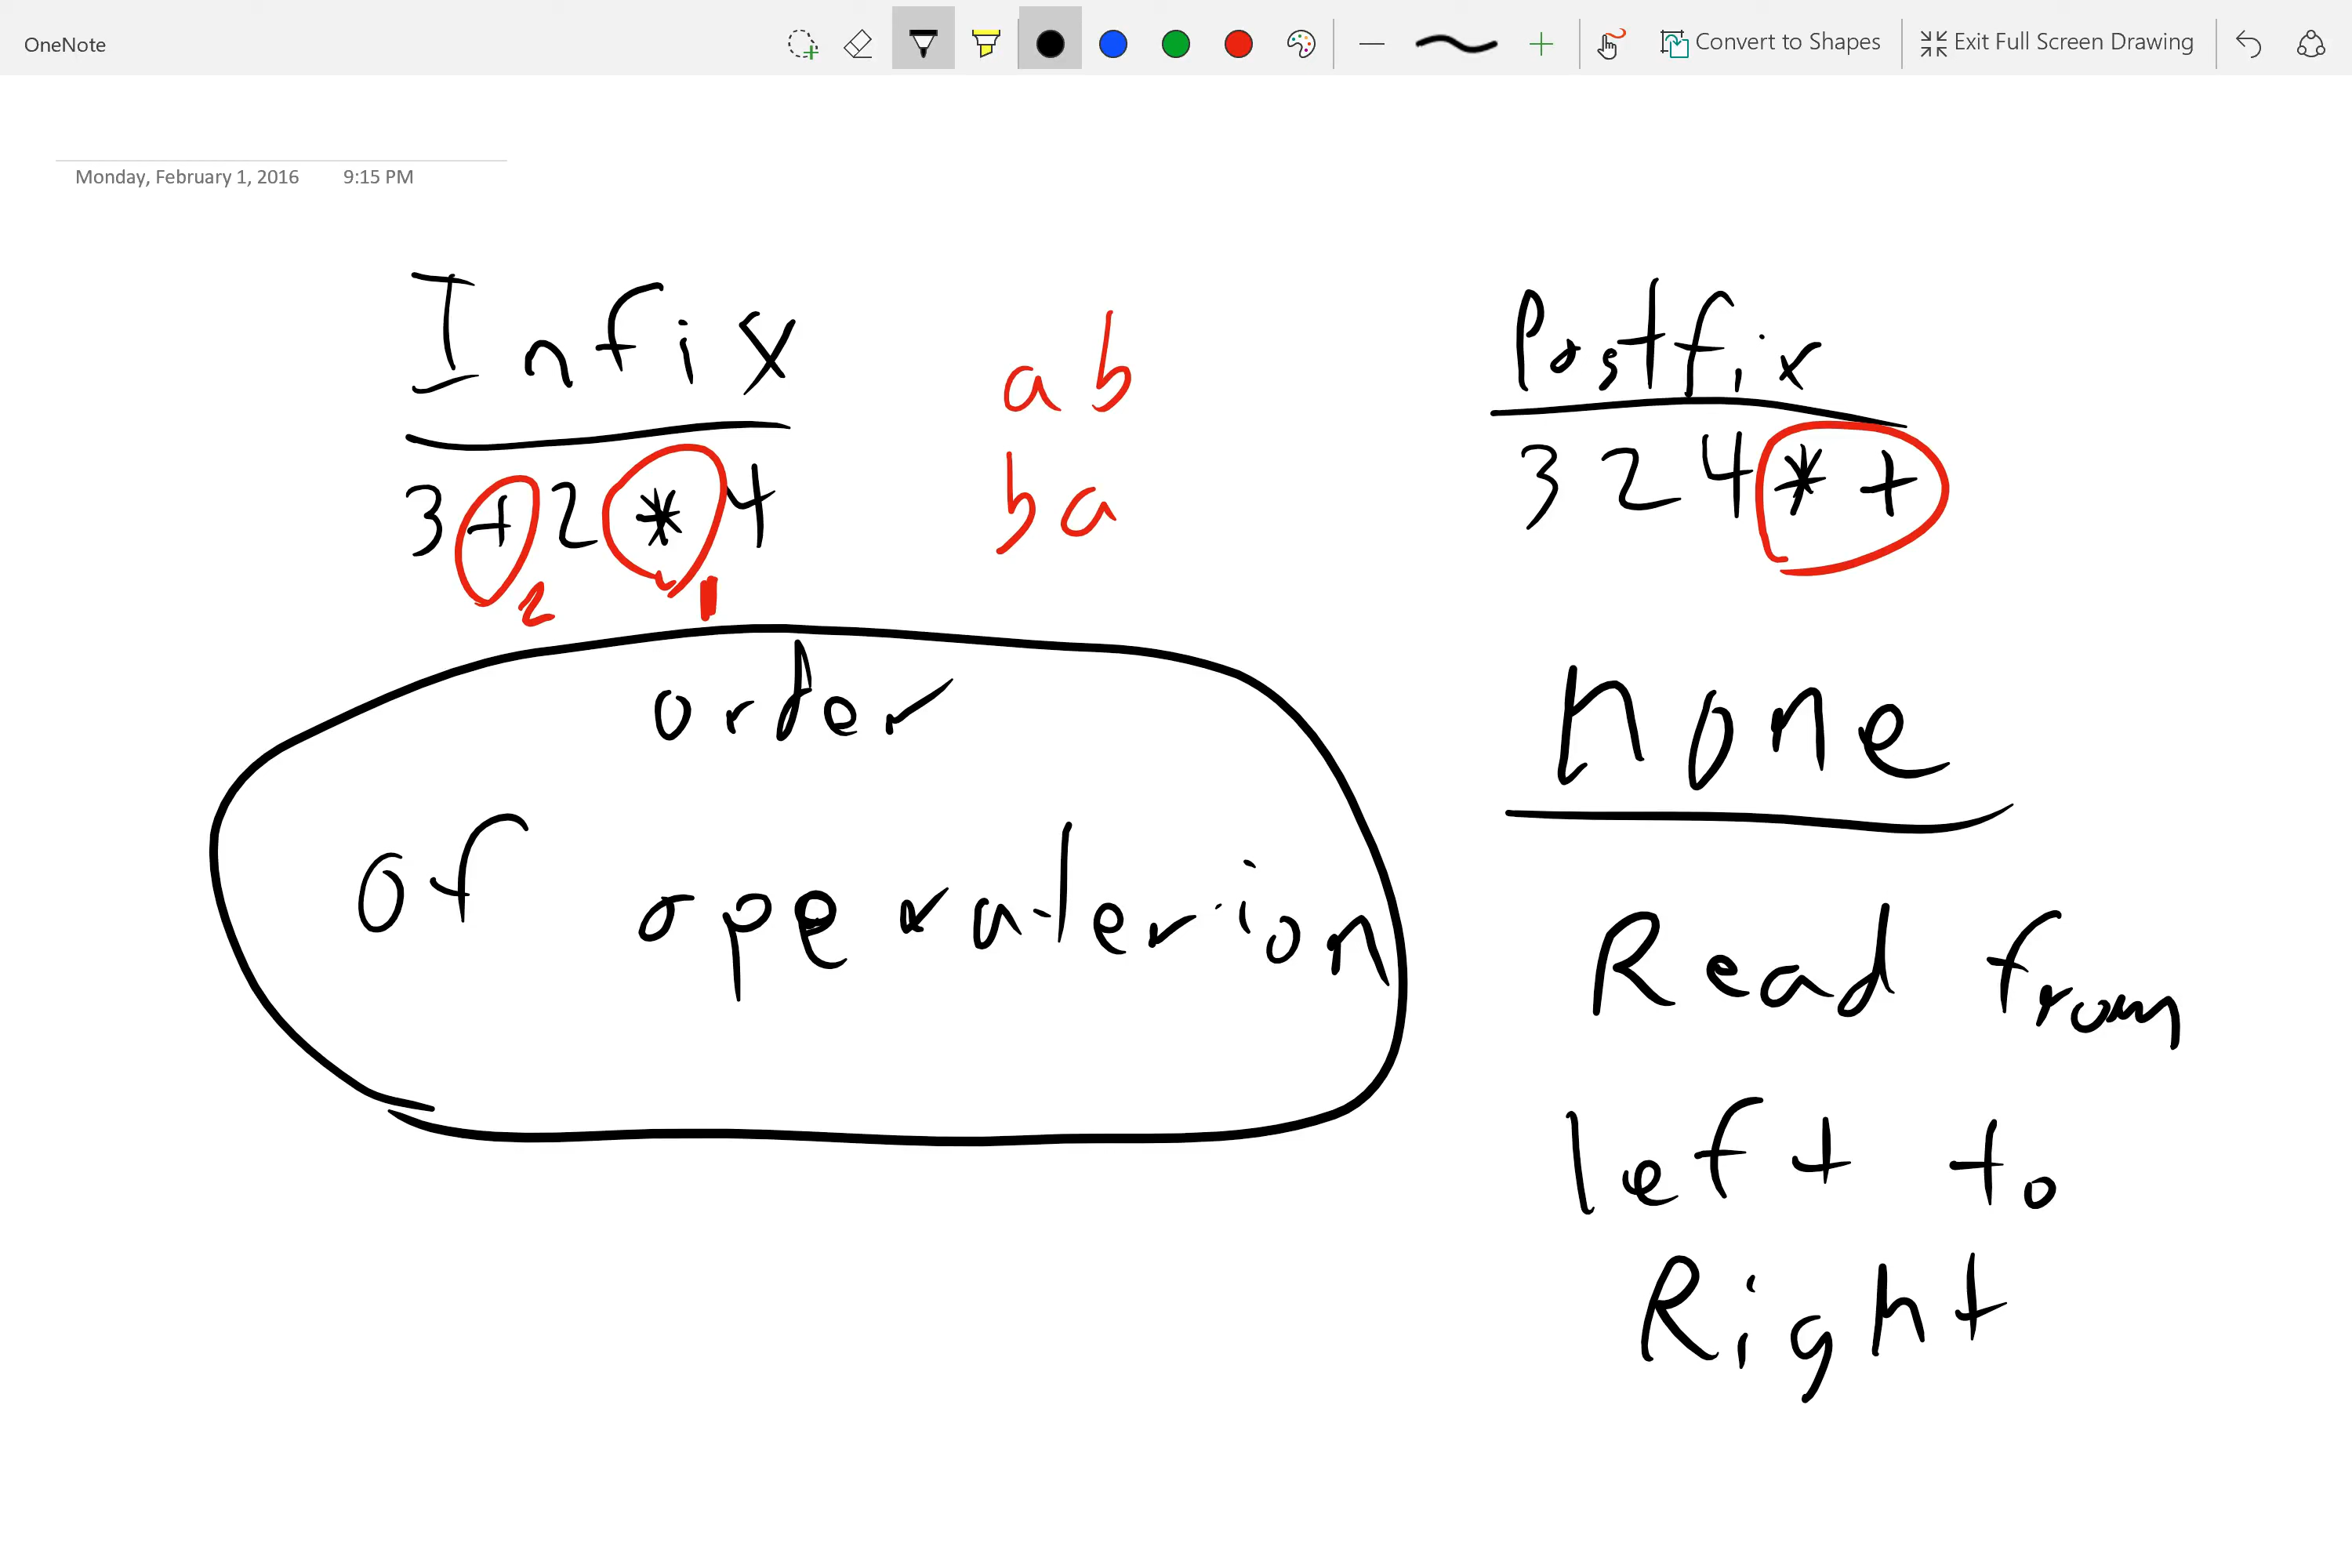 OneNote Convert to Shapes Exit Full Screen Drawing
Monday, February 1, 2016 9:15 PM
Infix
3+2*4
2 1
ab
ba
order
of operaterion
Postfix
324*+
none
Read from
left to
Right